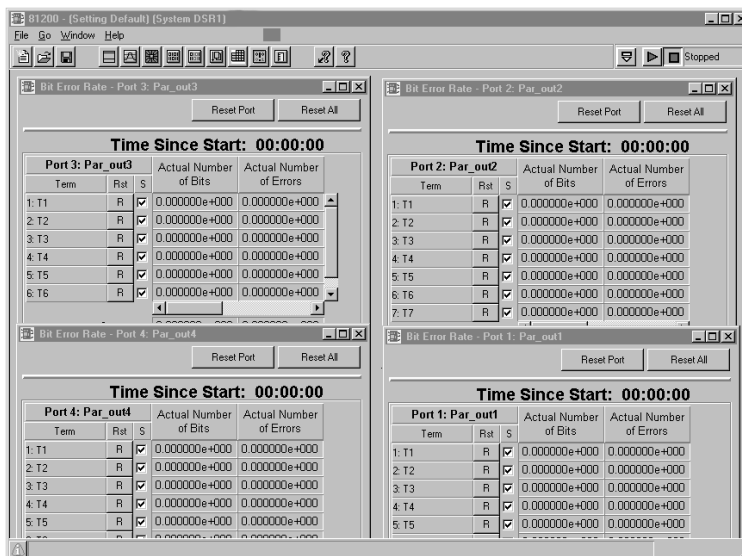 81200 - (Setting Default) (System DSR1)
File Go Window Help
Stopped
Bit Error Rate - Port 3: Par_out3
Reset Port Reset All
Time Since Start: 00:00:00
Port 3: Par_out3 Actual Number of Bits Actual Number of Errors
Term Rst S
1: T1 R 0.000000e+000 0.000000e+000
2: T2 R 0.000000e+000 0.000000e+000
3: T3 R 0.000000e+000 0.000000e+000
4: T4 R 0.000000e+000 0.000000e+000
5: T5 R 0.000000e+000 0.000000e+000
6: T6 R 0.000000e+000 0.000000e+000
Bit Error Rate - Port 2: Par_out2
Reset Port Reset All
Time Since Start: 00:00:00
Port 2: Par_out2 Actual Number of Bits Actual Number of Errors
Term Rst S
1: T1 R 0.000000e+000 0.000000e+000
2: T2 R 0.000000e+000 0.000000e+000
3: T3 R 0.000000e+000 0.000000e+000
4: T4 R 0.000000e+000 0.000000e+000
5: T5 R 0.000000e+000 0.000000e+000
6: T6 R 0.000000e+000 0.000000e+000
7: T7 R 0.000000e+000 0.000000e+000
Bit Error Rate - Port 4: Par_out4
Reset Port Reset All
Time Since Start: 00:00:00
Port 4: Par_out4 Actual Number of Bits Actual Number of Errors
Term Rst S
1: T1 R 0.000000e+000 0.000000e+000
2: T2 R 0.000000e+000 0.000000e+000
3: T3 R 0.000000e+000 0.000000e+000
4: T4 R 0.000000e+000 0.000000e+000
5: T5 R 0.000000e+000 0.000000e+000
Bit Error Rate - Port 1: Par_out1
Reset Port Reset All
Time Since Start: 00:00:00
Port 1: Par_out1 Actual Number of Bits Actual Number of Errors
Term Rst S
1: T1 R 0.000000e+000 0.000000e+000
2: T2 R 0.000000e+000 0.000000e+000
3: T3 R 0.000000e+000 0.000000e+000
4: T4 R 0.000000e+000 0.000000e+000
5: T5 R 0.000000e+000 0.000000e+000